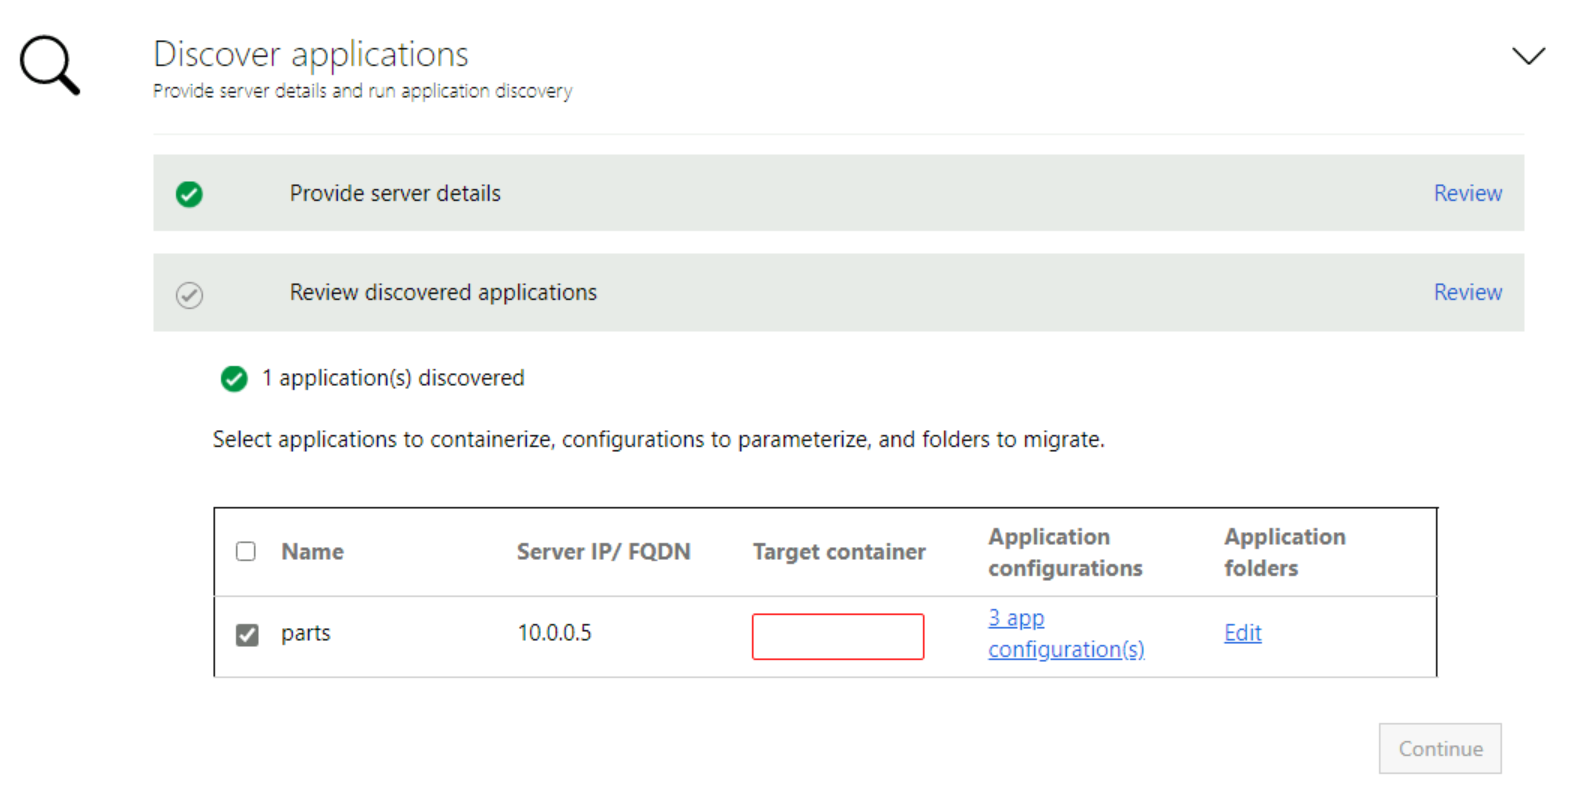 Discover applications
Provide server details and run application discovery
Provide server details
Review
Review discovered applications
Review
1 application(s) discovered
Select applications to containerize, configurations to parameterize, and folders to migrate.
Name
Server IP/ FQDN
Target container
Application
configurations
Application
folders
parts
10.0.0.5
3 app
configuration(s)
Edit
Continue